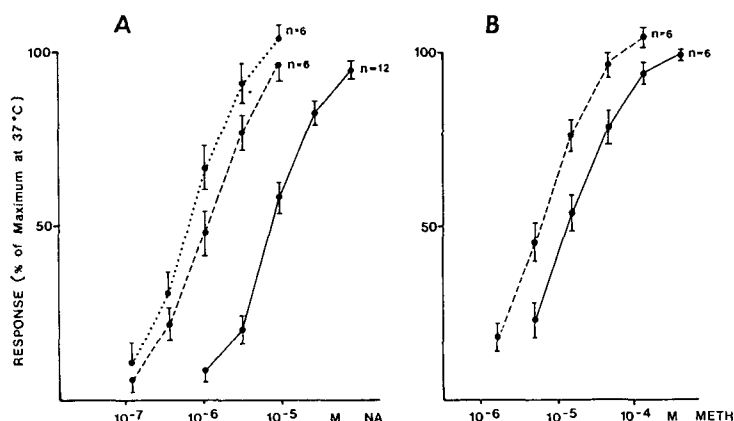 A
B
RESPONSE (% of Maximum at 37°C)
100
50
n=6
n=6
n=12
10⁻⁷ 10⁻⁶ 10⁻⁵ M NA
100
50
n=6
n=6
10⁻⁶ 10⁻⁵ 10⁻⁴ M METH